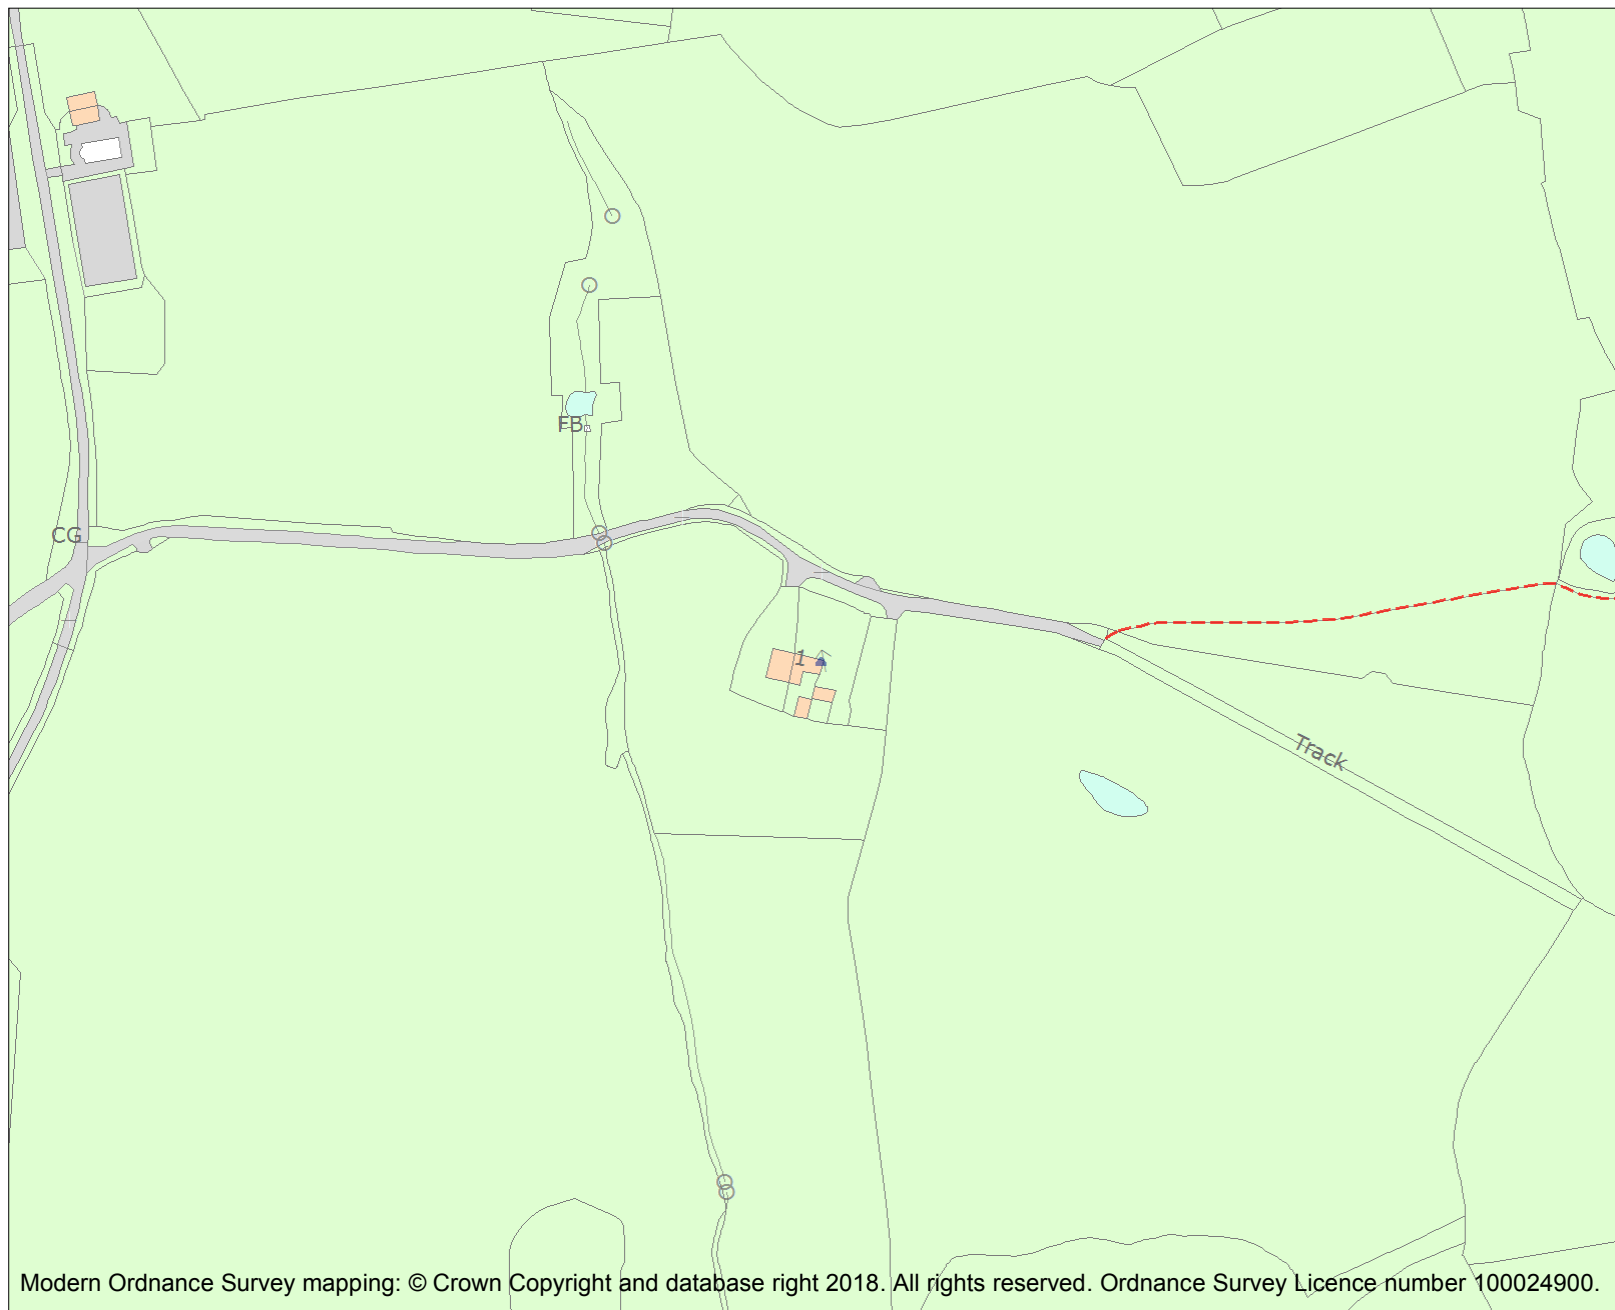 FB
CG
1
Track
Modern Ordnance Survey mapping: © Crown Copyright and database right 2018. All rights reserved. Ordnance Survey Licence number 100024900.